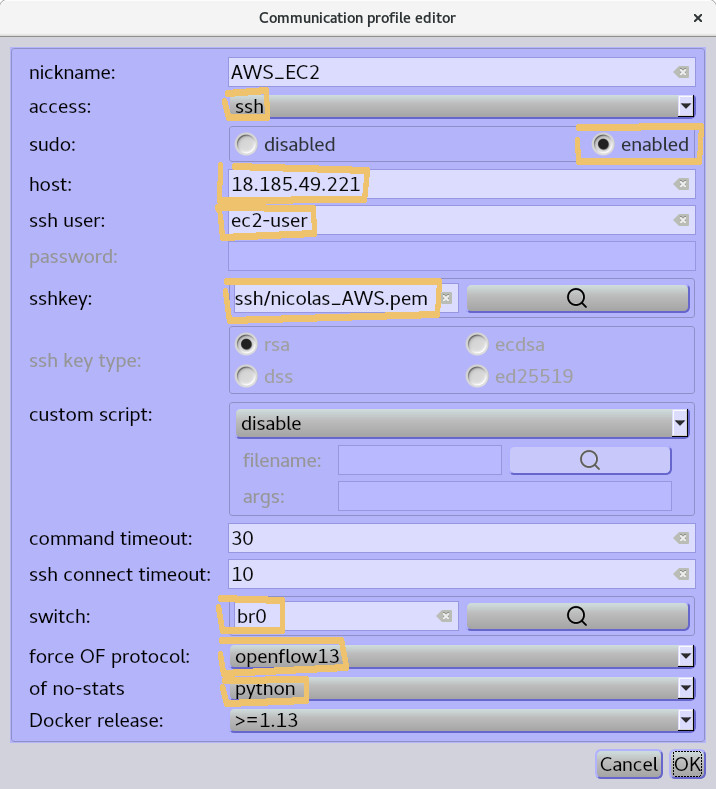 Communication profile editor ×
nickname: AWS_EC2
access: ssh
sudo: disabled enabled
host: 18.185.49.221
ssh user: ec2-user
password:
sshkey: ssh/nicolas_AWS.pem
ssh key type: rsa ecdsa
dss ed25519
custom script: disable
filename:
args:
command timeout: 30
ssh connect timeout: 10
switch: br0
force OF protocol: openflow13
of no-stats python
Docker release: >=1.13
Cancel OK